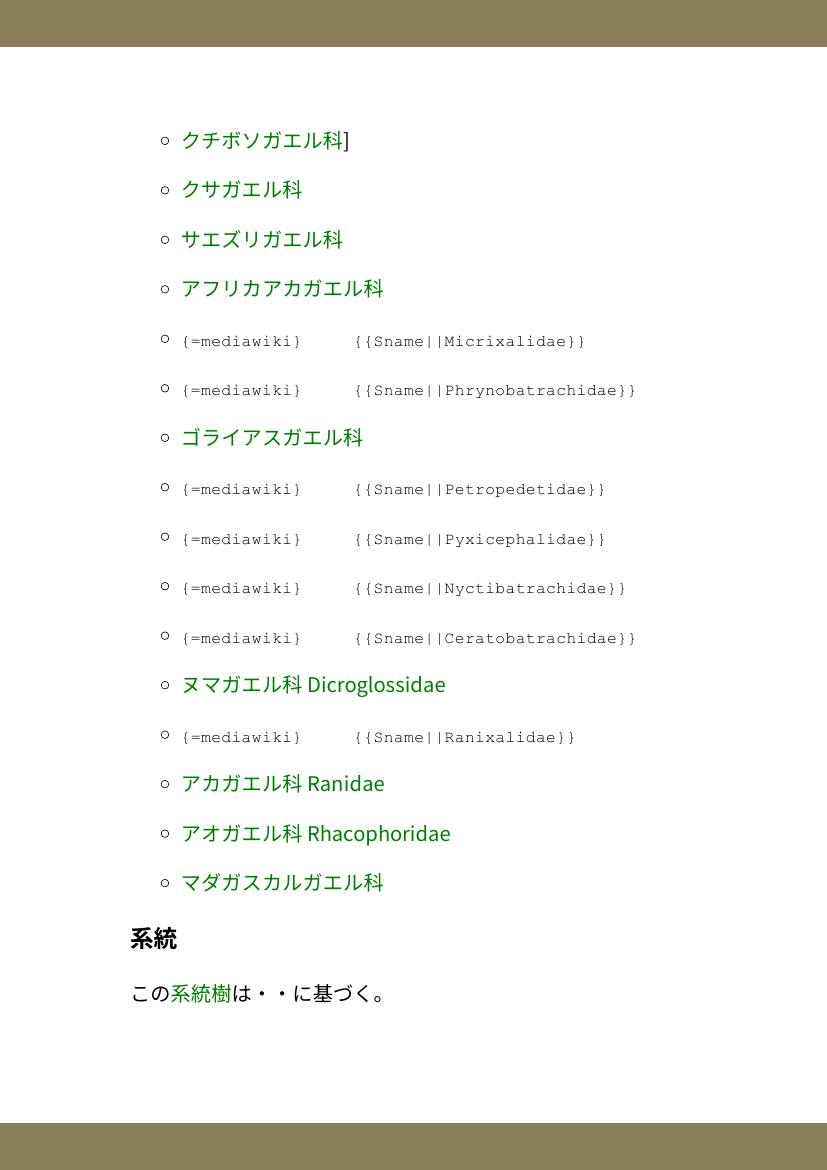 クチボソガエル科]
クサガエル科
サエズリガエル科
アフリカアカガエル科
{=mediawiki} {{Sname||Micrixalidae}}
{=mediawiki} {{Sname||Phrynobatrachidae}}
ゴライアスガエル科
{=mediawiki} {{Sname||Petropedetidae}}
{=mediawiki} {{Sname||Pyxicephalidae}}
{=mediawiki} {{Sname||Nyctibatrachidae}}
{=mediawiki} {{Sname||Ceratobatrachidae}}
ヌマガエル科 Dicroglossidae
{=mediawiki} {{Sname||Ranixalidae}}
アカガエル科 Ranidae
アオガエル科 Rhacophoridae
マダガスカルガエル科
系統
この系統樹は・・に基づく。